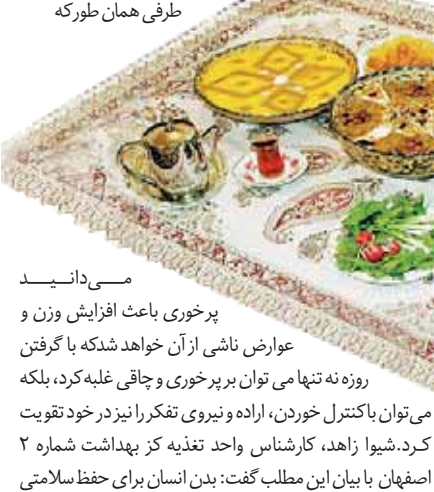 طرفی همان طورکه
مـــی‌دانـــیـــد
پرخوری باعث افزایش وزن و
عوارض ناشی از آن خواهد شدکه با گرفتن
روزه نه تنها می توان بر پرخوری و چاقی غلبه کرد، بلکه
می‌توان باکنترل خوردن، اراده و نیروی تفکر را نیز در خود تقویت
کـرد.شیوا زاهد، کارشناس واحد تغذیه کز بهداشت شماره ۲
اصفهان با بیان این مطلب گفت: بدن انسان برای حفظ سلامتی